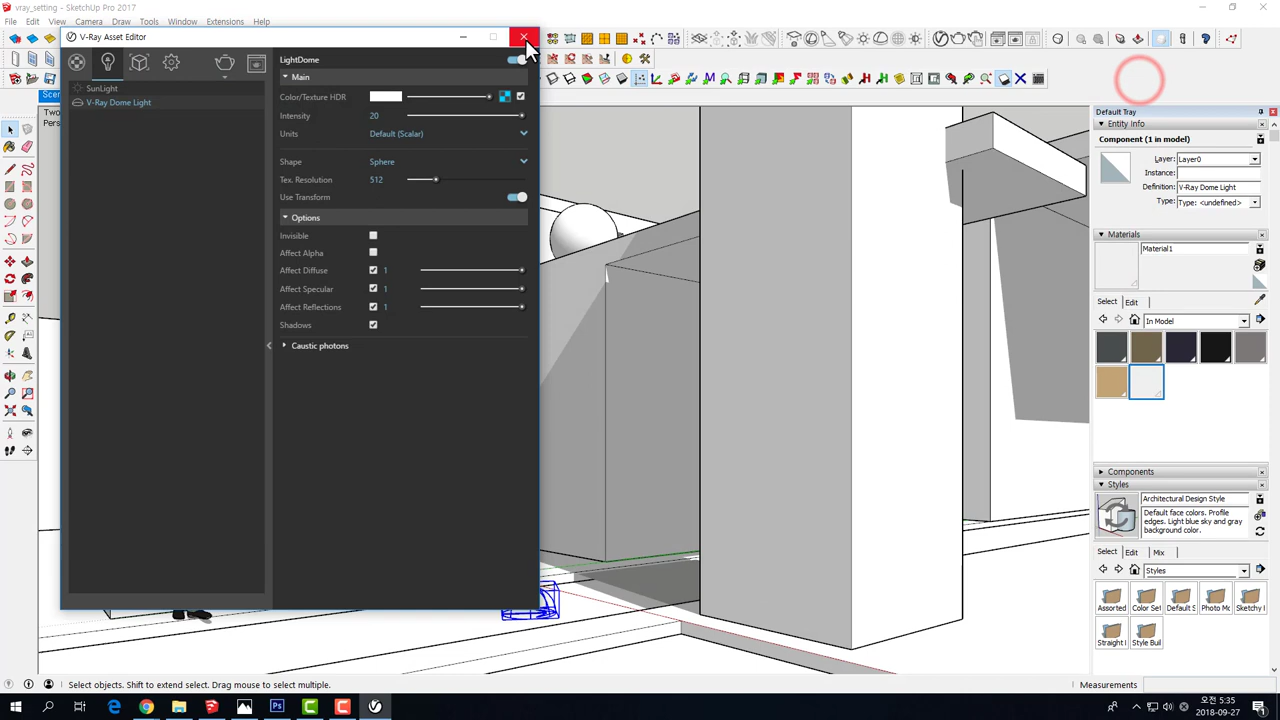 vray_setting - SketchUp Pro 2017
File Edit View Camera Draw Tools Window Extensions Help
V-Ray Asset Editor
SunLight
V-Ray Dome Light
LightDome
Main
Color/Texture HDR
Intensity 20
Units Default (Scalar)
Shape Sphere
Tex. Resolution 512
Use Transform
Options
Invisible
Affect Alpha
Affect Diffuse 1
Affect Specular 1
Affect Reflections 1
Shadows
Caustic photons
Default Tray
Entity Info
Component (1 in model)
Layer: Layer0
Instance:
Definition: V-Ray Dome Light
Type: Type: <undefined>
Materials
Material1
Select Edit
In Model
Components
Styles
Architectural Design Style
Default face colors. Profile
edges. Light blue sky and gray
background color.
Select Edit Mix
Styles
Assorted Color Set Default S Photo Mo Sketchy I
Straight I Style Buil
Select objects. Shift to extend select. Drag mouse to select multiple.
Measurements
오전 5:35
2018-09-27